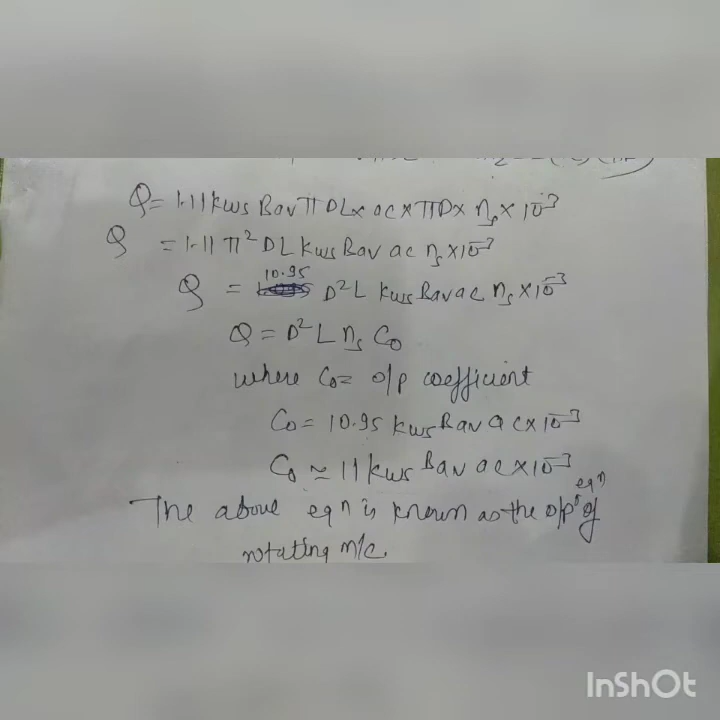 Q = 1.11 Kws Bav π DL × ac × πD × ns × 10⁻³
Q = 1.11 π² DL Kws Bav ac ns × 10⁻³
Q = 10.95 D²L Kws Bav ac ns × 10⁻³
Q = D² L ns Co
where Co = o/p coefficient
Co = 10.95 Kws Bav ac × 10⁻³
Co ≃ 11 Kws Bav ac × 10⁻³
The above eqⁿ is known as the o/p eqⁿ of
rotating m/c.
InShOt